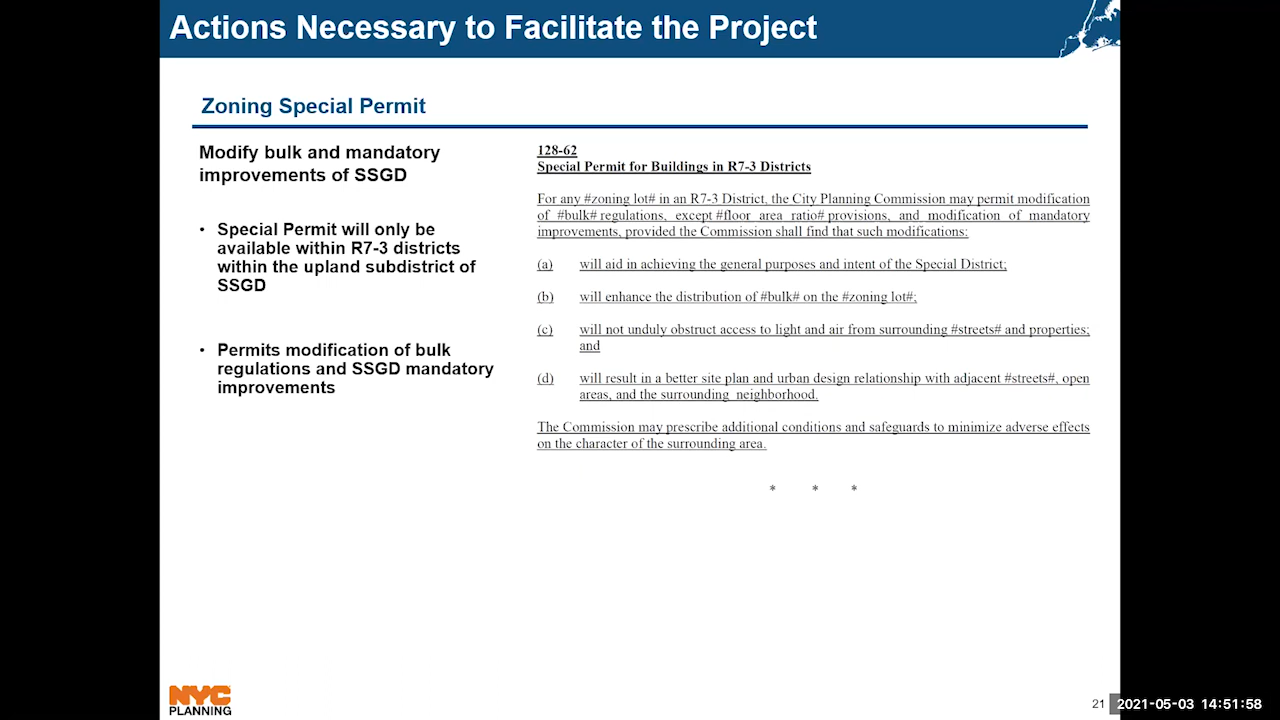 Actions Necessary to Facilitate the Project
Zoning Special Permit
Modify bulk and mandatory
improvements of SSGD
• Special Permit will only be
available within R7-3 districts
within the upland subdistrict of
SSGD
• Permits modification of bulk
regulations and SSGD mandatory
improvements
128-62
Special Permit for Buildings in R7-3 Districts
For any #zoning lot# in an R7-3 District, the City Planning Commission may permit modification
of #bulk# regulations, except #floor area ratio# provisions, and modification of mandatory
improvements, provided the Commission shall find that such modifications:
(a) will aid in achieving the general purposes and intent of the Special District;
(b) will enhance the distribution of #bulk# on the #zoning lot#;
(c) will not unduly obstruct access to light and air from surrounding #streets# and properties;
and
(d) will result in a better site plan and urban design relationship with adjacent #streets#, open
areas, and the surrounding neighborhood.
The Commission may prescribe additional conditions and safeguards to minimize adverse effects
on the character of the surrounding area.
* * *
NYC
PLANNING
21
2021-05-03 14:51:58